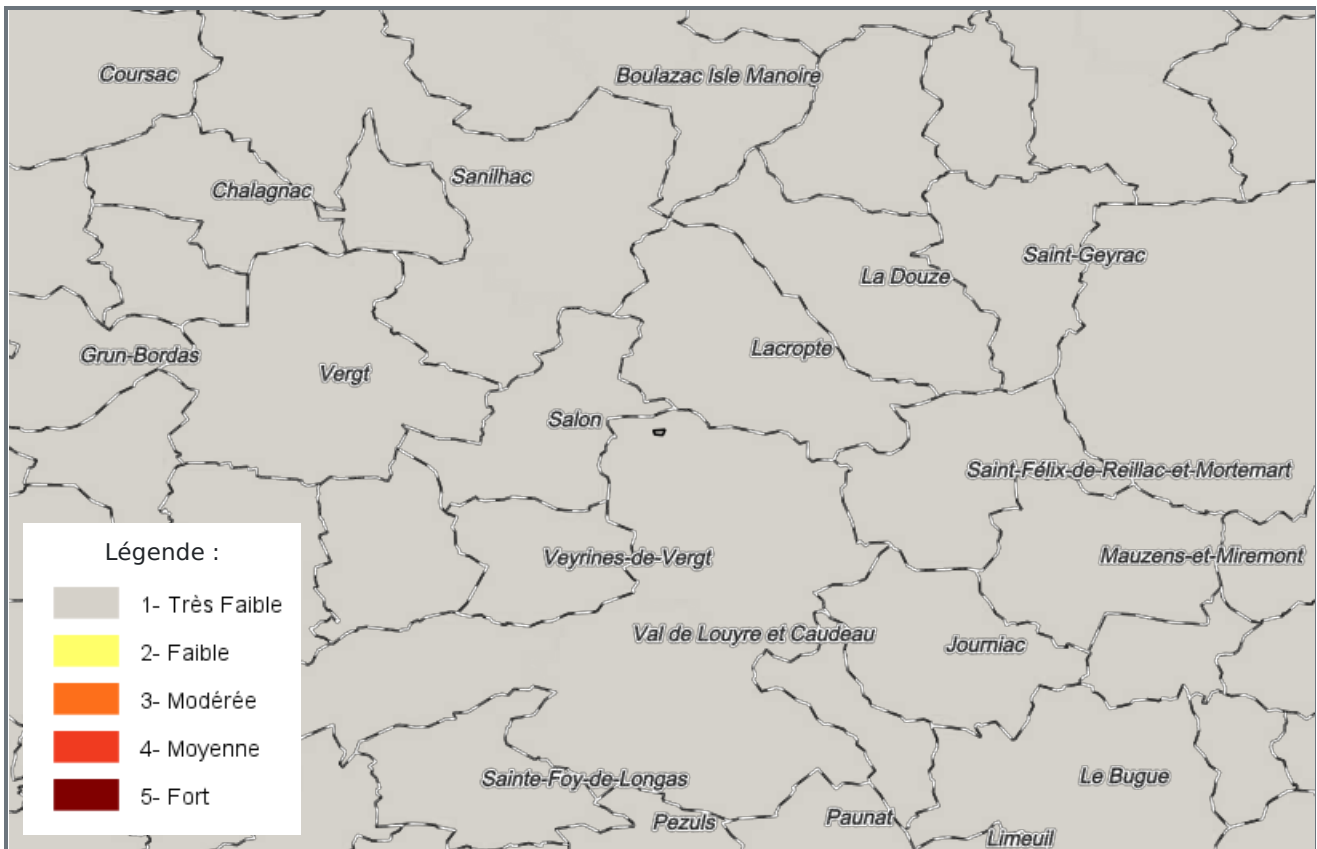 Coursac
Boulazac Isle Manoire
Chalagnac
Sanilhac
Saint-Geyrac
La Douze
Grun-Bordas
Vergt
Lacropte
Salon
Saint-Félix-de-Reillac-et-Mortemart
Veyrines-de-Vergt
Mauzens-et-Miremont
Val de Louyre et Caudeau
Journiac
Sainte-Foy-de-Longas
Le Bugue
Pezuls
Paunat
Limeuil
Légende :
1- Très Faible
2- Faible
3- Modérée
4- Moyenne
5- Fort